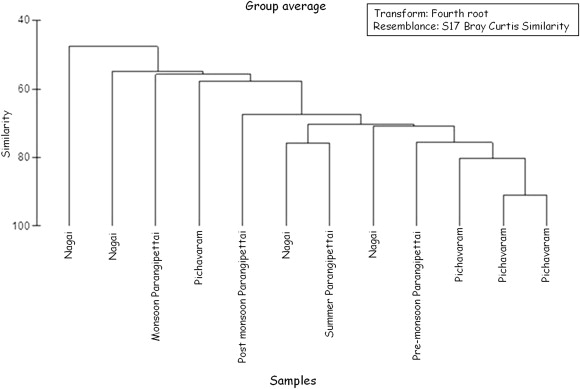 Group average
Transform: Fourth root
Resemblance: S17 Bray Curtis Similarity
40
60
80
100
Similarity
Nagai
Nagai
Monsoon Parangipettai
Pichavaram
Post monsoon Parangipettai
Nagai
Summer Parangipettai
Nagai
Pre-monsoon Parangipettai
Pichavaram
Pichavaram
Pichavaram
Samples